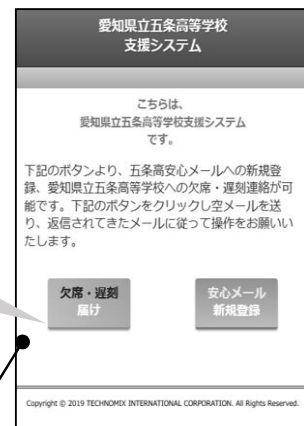 愛知県立五条高等学校
支援システム
こちらは、
愛知県立五条高等学校支援システム
です。
下記のボタンより、五条高安心メールへの新規登
録、愛知県立五条高等学校への欠席・遅刻連絡が可
能です。下記のボタンをクリックし空メールを送
り、返信されてきたメールに従って操作をお願いい
たします。
欠席・遅刻
届け
安心メール
新規登録
Copyright © 2019 TECHNOMIX INTERNATIONAL CORPORATION. All Rights Reserved.